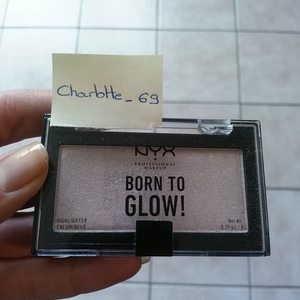 Charlotte_69
NYX
PROFESSIONAL
MAKEUP
BORN TO
GLOW!
HIGHLIGHTER
ENLUMINEUR
Net Wt.